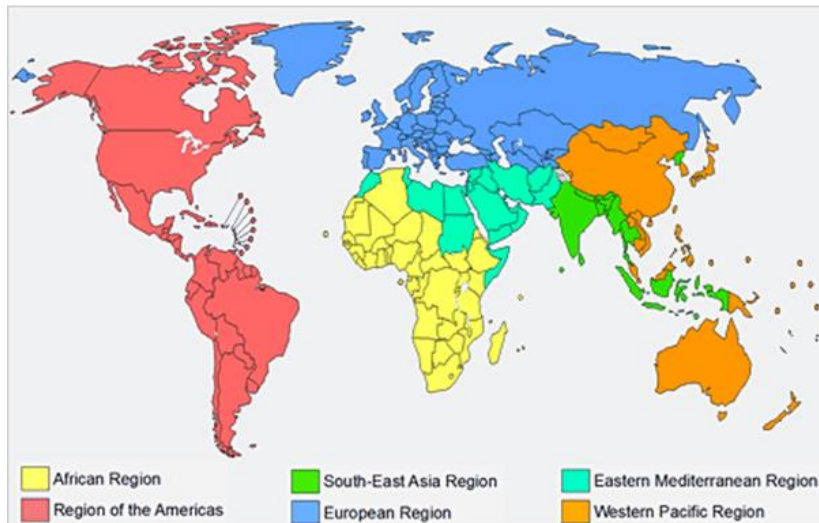 African Region
South-East Asia Region
Eastern Mediterranean Region
Region of the Americas
European Region
Western Pacific Region